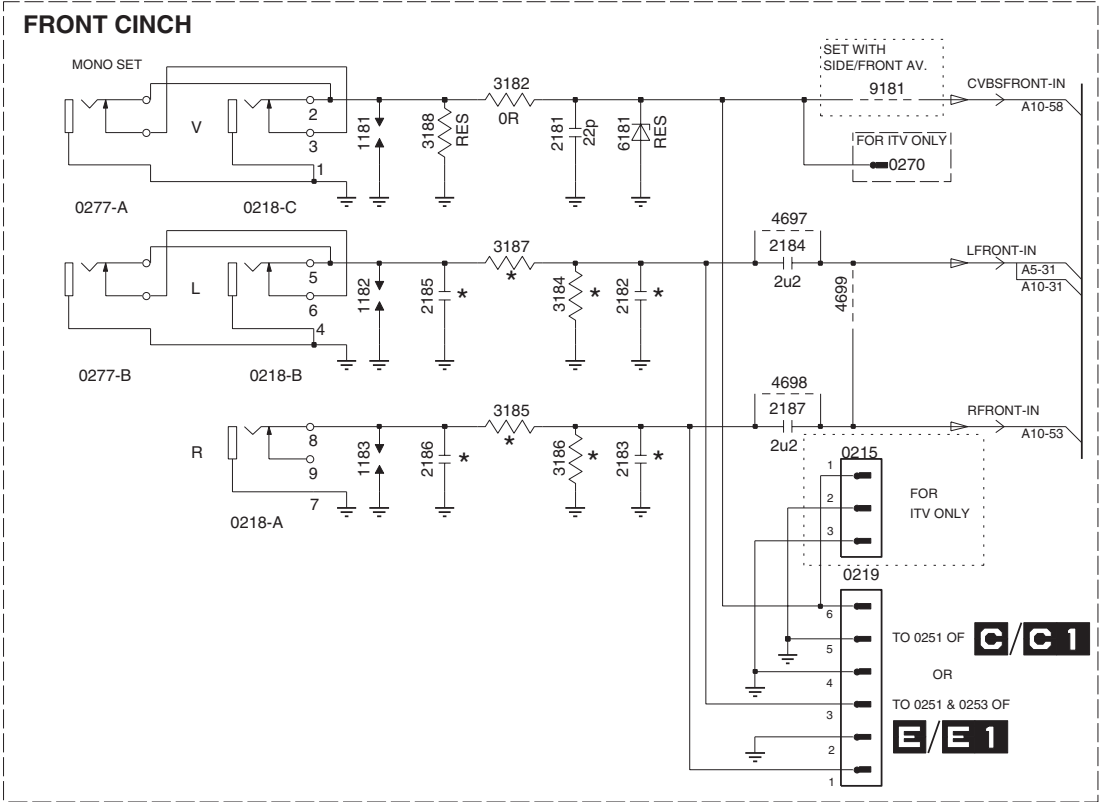 FRONT CINCH
MONO SET
SET WITH
SIDE/FRONT AV.
9181
CVBSFRONT-IN
A10-58
V
2
3
1
1181
3188
RES
3182
0R
2181
22p
6181
RES
FOR ITV ONLY
0270
0277-A
0218-C
L
5
6
4
1182
2185
*
3187
*
3184
*
2182
*
4697
2184
2u2
4699
LFRONT-IN
A5-31
A10-31
0277-B
0218-B
R
8
9
7
1183
2186
*
3185
*
3186
*
2183
*
4698
2187
2u2
RFRONT-IN
A10-53
0218-A
0215
1
2
3
FOR
ITV ONLY
0219
6
5
4
3
2
1
TO 0251 OF C/C1
OR
TO 0251 & 0253 OF
E/E1